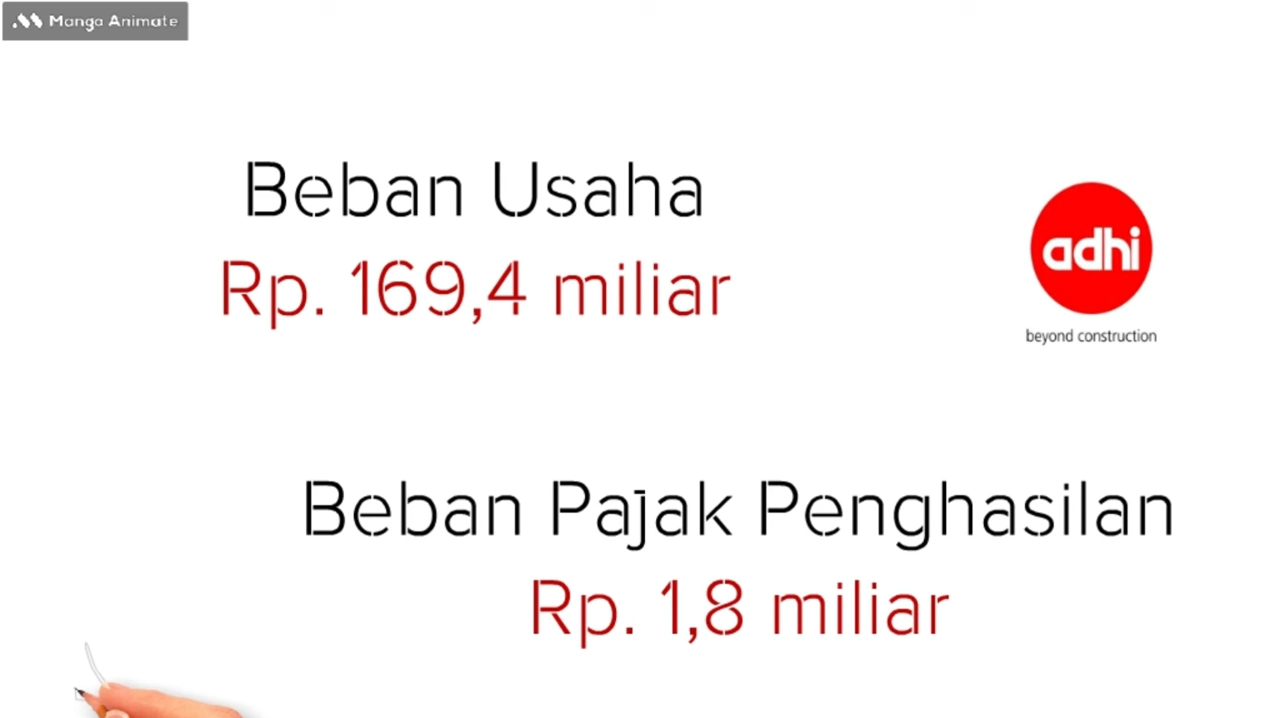 Manga Animate
Beban Usaha
Rp. 169,4 miliar
adhi
beyond construction
Beban Pajak Penghasilan
Rp. 1,8 miliar